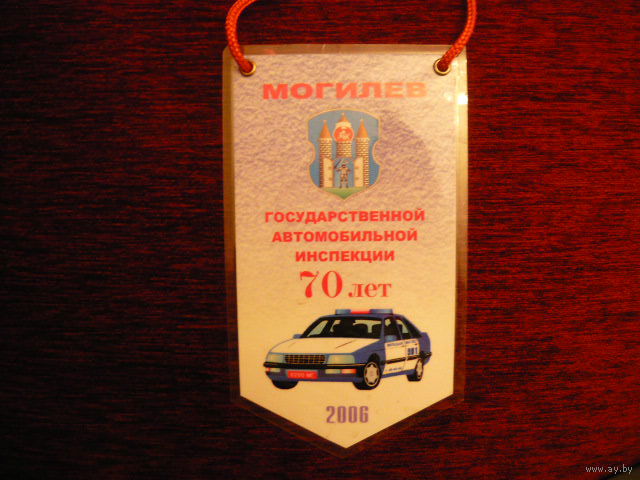 МОГИЛЕВ
ГОСУДАРСТВЕННОЙ
АВТОМОБИЛЬНОЙ
ИНСПЕКЦИИ
70 лет
2006
www.ay.by